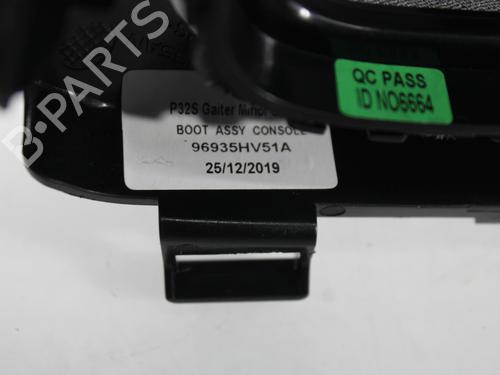 B-Parts
QC PASS
ID NO6664
P32S Gaiter
BOOT ASSY CONSOLE
96935HV51A
25/12/2019